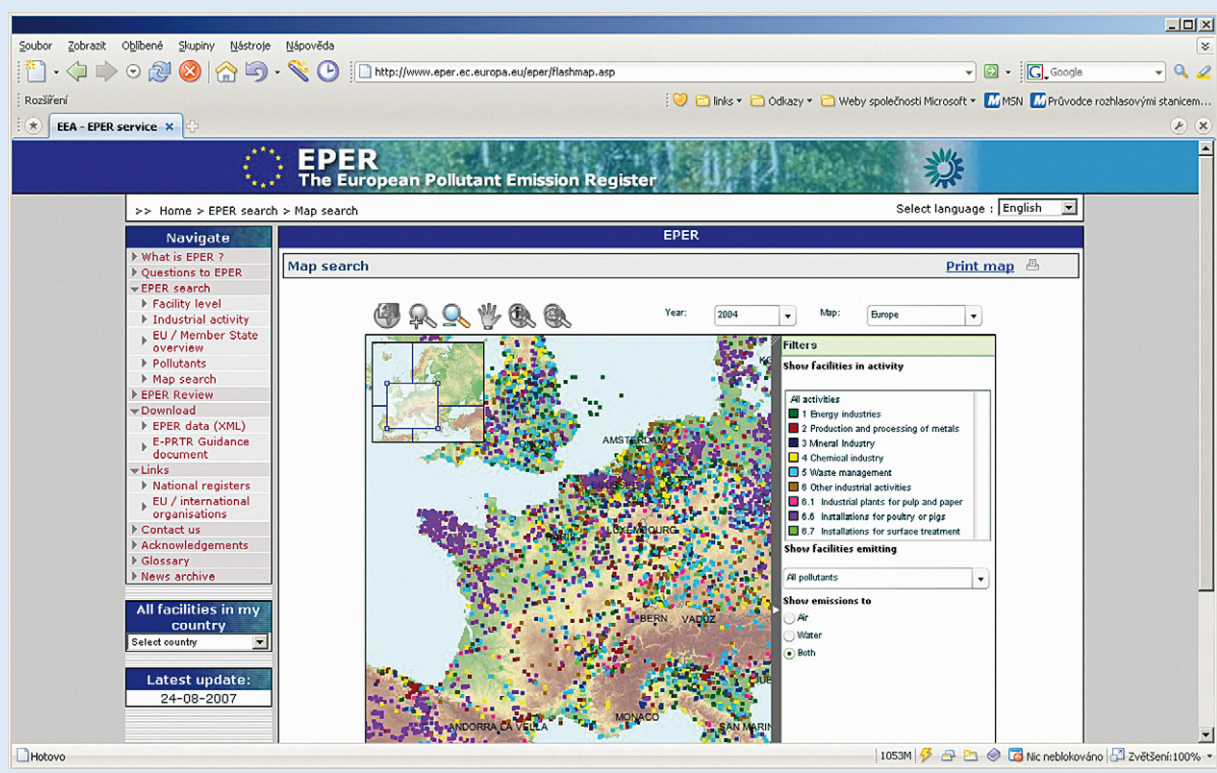 Soubor Zobrazit Oblíbené Skupiny Nástroje Nápověda
http://www.eper.ec.europa.eu/eper/flashmap.asp
Google
Rozšíření
links
Odkazy
Weby společnosti Microsoft
MSN
Průvodce rozhlasovými stanicem...
EEA - EPER service
EPER
The European Pollutant Emission Register
>> Home > EPER search > Map search
Select language : English
Navigate
What is EPER ?
Questions to EPER
EPER search
Facility level
Industrial activity
EU / Member State
overview
Pollutants
Map search
EPER Review
Download
EPER data (XML)
E-PRTR Guidance
document
Links
National registers
EU / international
organisations
Contact us
Acknowledgements
Glossary
News archive
All facilities in my
country
Select country
Latest update:
24-08-2007
EPER
Map search
Print map
Year: 2004
Map: Europe
AMSTERDAM
LUXEMBOURG
BERN
VADUZ
MONACO
ANDORRA LA VELLA
SAN MARIN
Filters
Show facilities in activity
All activities
1 Energy industries
2 Production and processing of metals
3 Mineral Industry
4 Chemical industry
5 Waste management
6 Other industrial activities
6.1 Industrial plants for pulp and paper
6.6 Installations for poultry or pigs
6.7 Installations for surface treatment
Show facilities emitting
All pollutants
Show emissions to
Air
Water
Both
Hotovo
1053M
Nic neblokováno
Zvětšení:100%